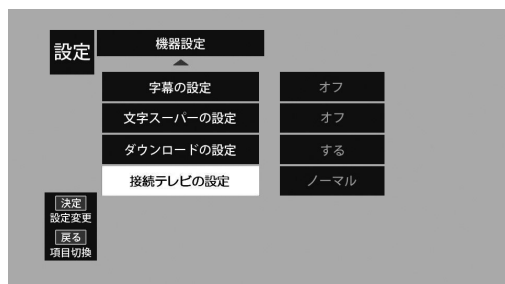 設定
機器設定
字幕の設定 オフ
文字スーパーの設定 オフ
ダウンロードの設定 する
接続テレビの設定 ノーマル
決定
設定変更
戻る
項目切換